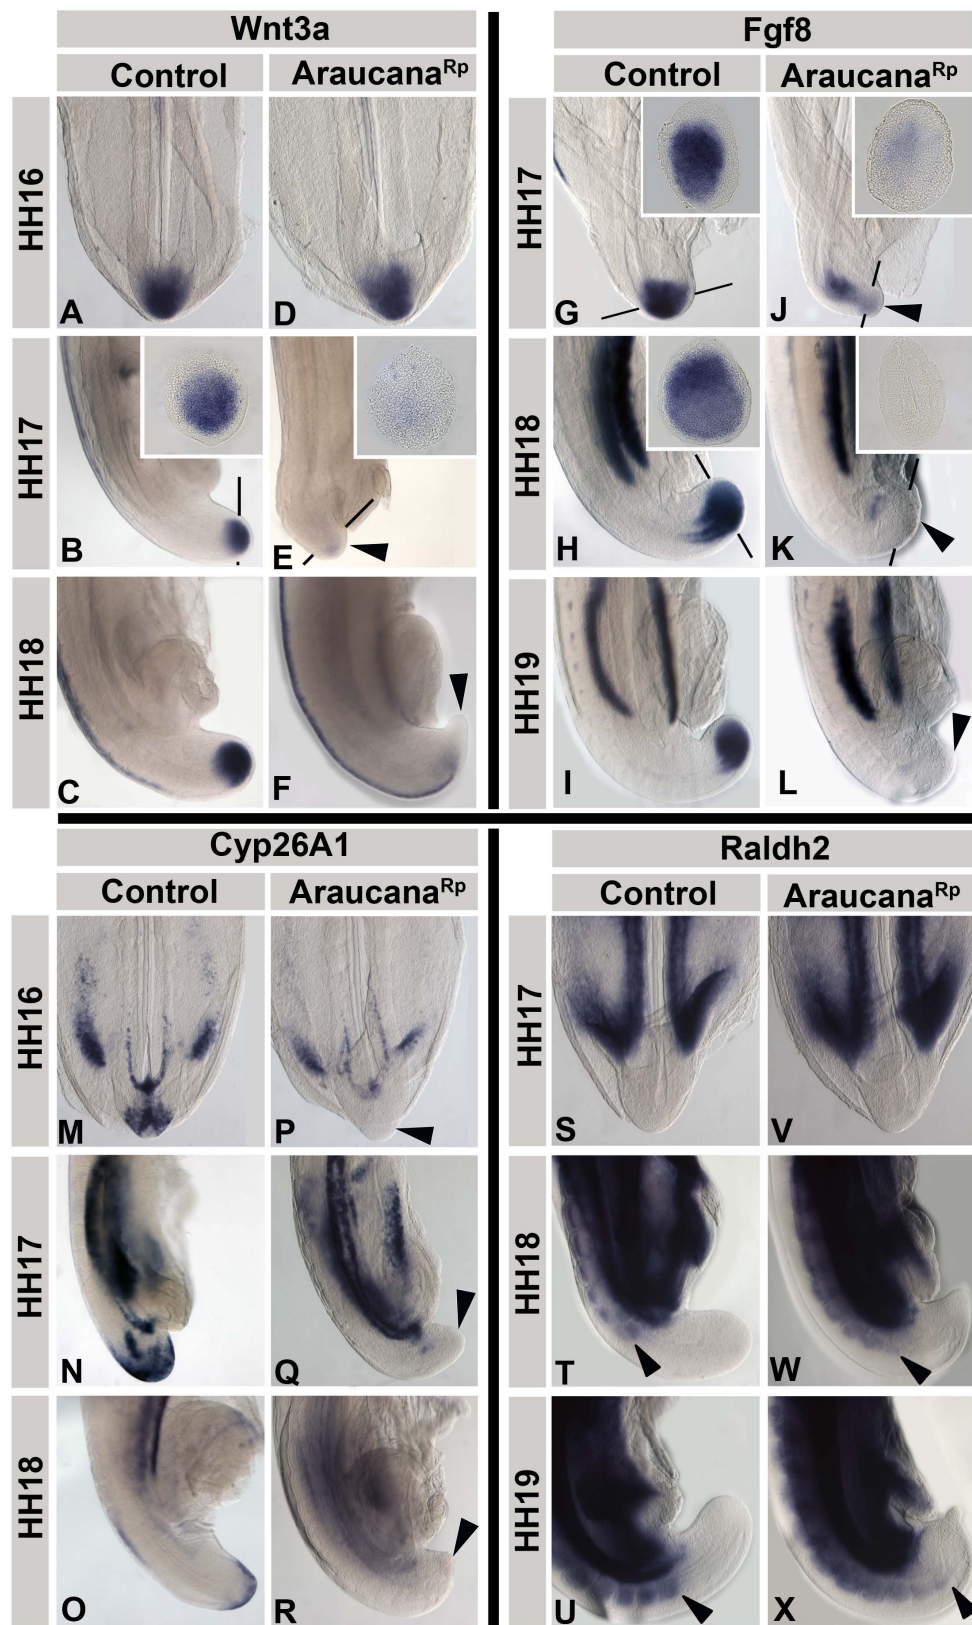 Wnt3a
Fgf8
Control
Araucana^Rp
Control
Araucana^Rp
HH16
A
D
HH17
G
J
HH17
B
E
HH18
H
K
HH18
C
F
HH19
I
L
Cyp26A1
Raldh2
Control
Araucana^Rp
Control
Araucana^Rp
HH16
M
P
HH17
S
V
HH17
N
Q
HH18
T
W
HH18
O
R
HH19
U
X